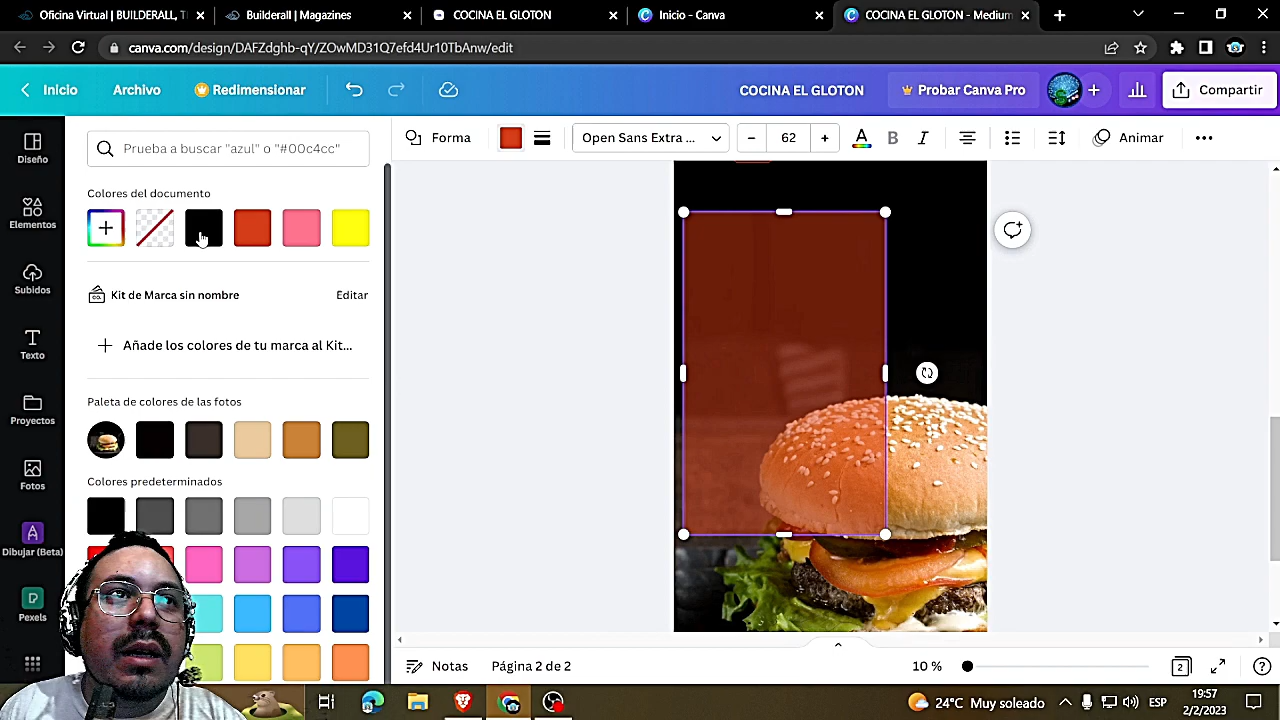 Oficina Virtual | BUILDERALL, T
Builderall | Magazines
COCINA EL GLOTON
Inicio - Canva
COCINA EL GLOTON - Medium
canva.com/design/DAFZdghb-qY/ZOwMD31Q7efd4Ur10TbAnw/edit
Inicio
Archivo
Redimensionar
COCINA EL GLOTON
Probar Canva Pro
Compartir
Diseño
Elementos
Subidos
Texto
Proyectos
Fotos
Dibujar (Beta)
Pexels
Prueba a buscar "azul" o "#00c4cc"
Colores del documento
Kit de Marca sin nombre
Editar
Añade los colores de tu marca al Kit...
Paleta de colores de las fotos
Colores predeterminados
Forma
Open Sans Extra ...
62
Animar
Notas
Página 2 de 2
10 %
2
24°C Muy soleado
ESP
19:57
2/2/2023